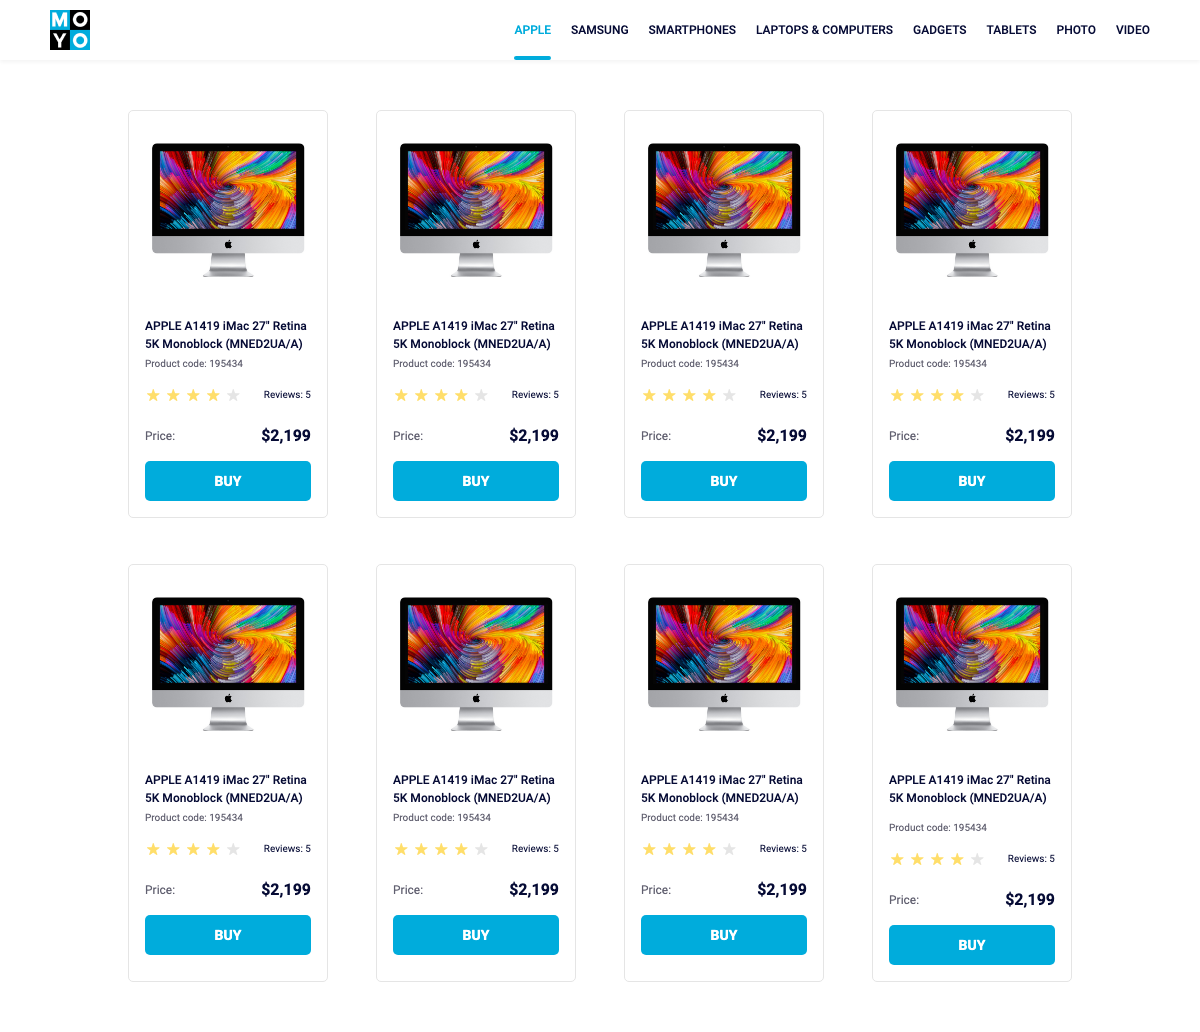 MO
YO
APPLE SAMSUNG SMARTPHONES LAPTOPS & COMPUTERS GADGETS TABLETS PHOTO VIDEO
APPLE A1419 iMac 27" Retina
5K Monoblock (MNED2UA/A)
Product code: 195434
Reviews: 5
Price: $2,199
BUY
APPLE A1419 iMac 27" Retina
5K Monoblock (MNED2UA/A)
Product code: 195434
Reviews: 5
Price: $2,199
BUY
APPLE A1419 iMac 27" Retina
5K Monoblock (MNED2UA/A)
Product code: 195434
Reviews: 5
Price: $2,199
BUY
APPLE A1419 iMac 27" Retina
5K Monoblock (MNED2UA/A)
Product code: 195434
Reviews: 5
Price: $2,199
BUY
APPLE A1419 iMac 27" Retina
5K Monoblock (MNED2UA/A)
Product code: 195434
Reviews: 5
Price: $2,199
BUY
APPLE A1419 iMac 27" Retina
5K Monoblock (MNED2UA/A)
Product code: 195434
Reviews: 5
Price: $2,199
BUY
APPLE A1419 iMac 27" Retina
5K Monoblock (MNED2UA/A)
Product code: 195434
Reviews: 5
Price: $2,199
BUY
APPLE A1419 iMac 27" Retina
5K Monoblock (MNED2UA/A)
Product code: 195434
Reviews: 5
Price: $2,199
BUY